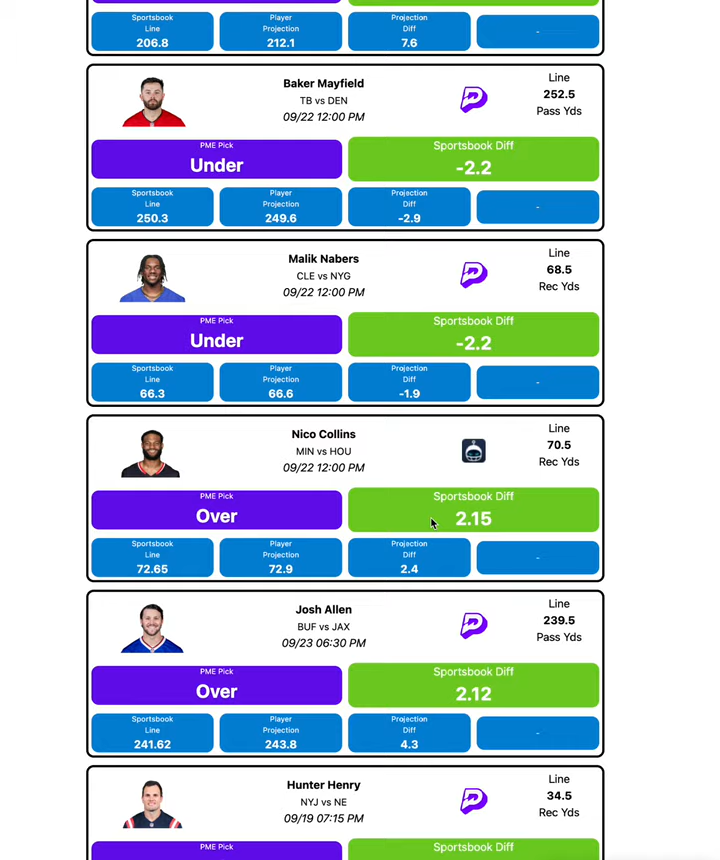 Sportsbook Line
206.8
Player Projection
212.1
Projection Diff
7.6
-
Baker Mayfield
TB vs DEN
09/22 12:00 PM
Line
252.5
Pass Yds
PME Pick
Under
Sportsbook Diff
-2.2
Sportsbook Line
250.3
Player Projection
249.6
Projection Diff
-2.9
-
Malik Nabers
CLE vs NYG
09/22 12:00 PM
Line
68.5
Rec Yds
PME Pick
Under
Sportsbook Diff
-2.2
Sportsbook Line
66.3
Player Projection
66.6
Projection Diff
-1.9
-
Nico Collins
MIN vs HOU
09/22 12:00 PM
Line
70.5
Rec Yds
PME Pick
Over
Sportsbook Diff
2.15
Sportsbook Line
72.65
Player Projection
72.9
Projection Diff
2.4
-
Josh Allen
BUF vs JAX
09/23 06:30 PM
Line
239.5
Pass Yds
PME Pick
Over
Sportsbook Diff
2.12
Sportsbook Line
241.62
Player Projection
243.8
Projection Diff
4.3
-
Hunter Henry
NYJ vs NE
09/19 07:15 PM
Line
34.5
Rec Yds
PME Pick
Sportsbook Diff